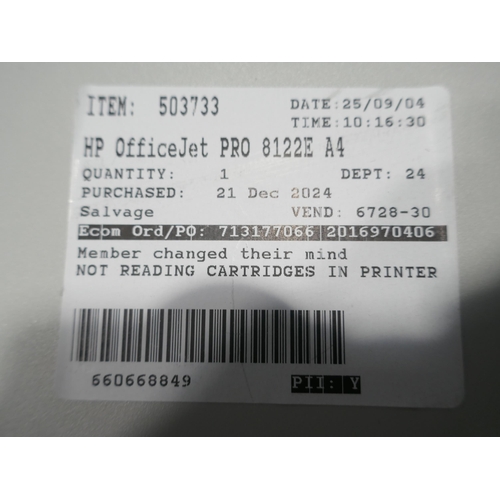 ITEM: 503733 DATE:25/09/04
TIME:10:16:30
HP OfficeJet PRO 8122E A4
QUANTITY: 1 DEPT: 24
PURCHASED: 21 Dec 2024
Salvage VEND: 6728-30
Ecom Ord/PO: 713177066 2016970406
Member changed their mind
NOT READING CARTRIDGES IN PRINTER
660668849 PII: Y